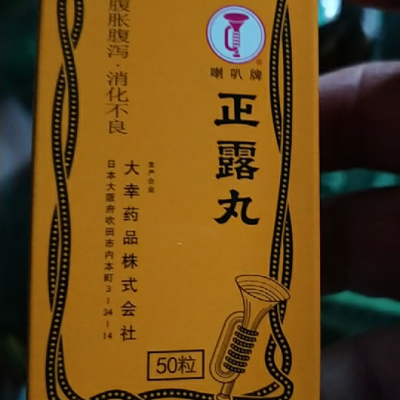 ®
喇叭牌
正露丸
腹胀腹泻·消化不良
生产企业
大幸药品株式会社
日本大阪府吹田市内本町3-34-14
50粒